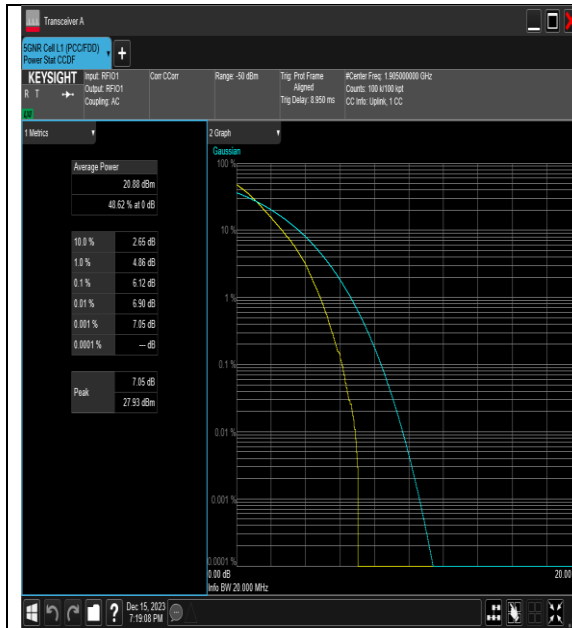 Transceiver A
5GNR Cell L1 (PCC/FDD)
Power Stat CCDF
+
KEYSIGHT
R T
Input: RFIO1
Output: RFIO1
Coupling: AC
Corr CCorr
Range: -50 dBm
Trig: Prot Frame
Aligned
Trig Delay: 8.950 ms
#Center Freq: 1.905000000 GHz
Counts: 100 k/100 kpt
CC Info: Uplink, 1 CC
1 Metrics
Average Power
20.88 dBm
48.62 % at 0 dB
10.0 % 2.65 dB
1.0 % 4.86 dB
0.1 % 6.12 dB
0.01 % 6.90 dB
0.001 % 7.05 dB
0.0001 % --- dB
Peak
7.05 dB
27.93 dBm
2 Graph
Gaussian
100 %
10 %
1 %
0.1 %
0.01 %
0.001 %
0.0001 %
0.00 dB
20.00
Info BW 20.000 MHz
?
Dec 15, 2023
7:19:08 PM